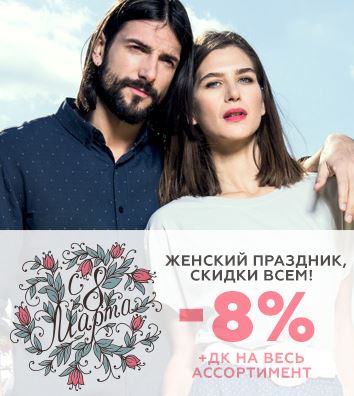 С 8
Марта
ЖЕНСКИЙ ПРАЗДНИК,
СКИДКИ ВСЕМ!
-8%
+ДК НА ВЕСЬ
АССОРТИМЕНТ